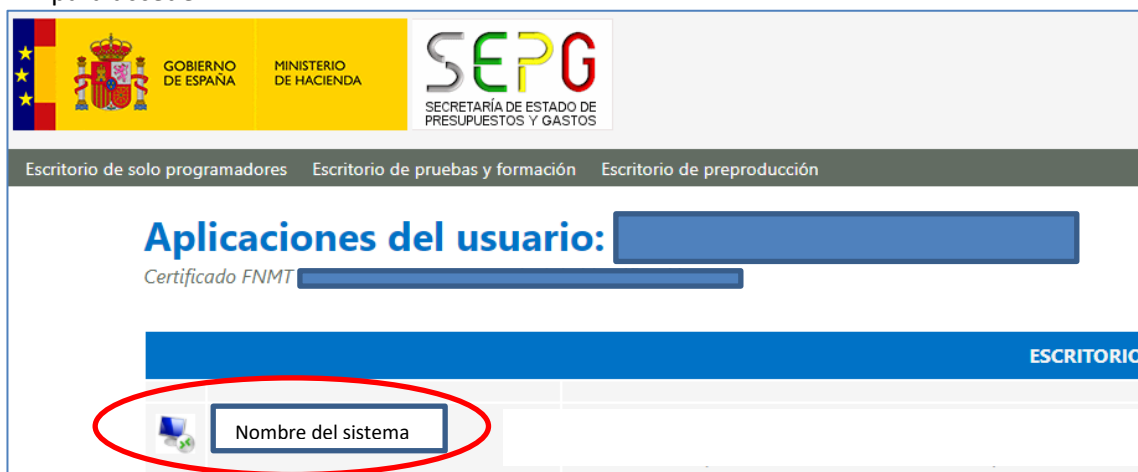 GOBIERNO
DE ESPAÑA
MINISTERIO
DE HACIENDA
SEPG
SECRETARÍA DE ESTADO DE
PRESUPUESTOS Y GASTOS
Escritorio de solo programadores Escritorio de pruebas y formación Escritorio de preproducción
Aplicaciones del usuario:
Certificado FNMT
ESCRITORIO
Nombre del sistema